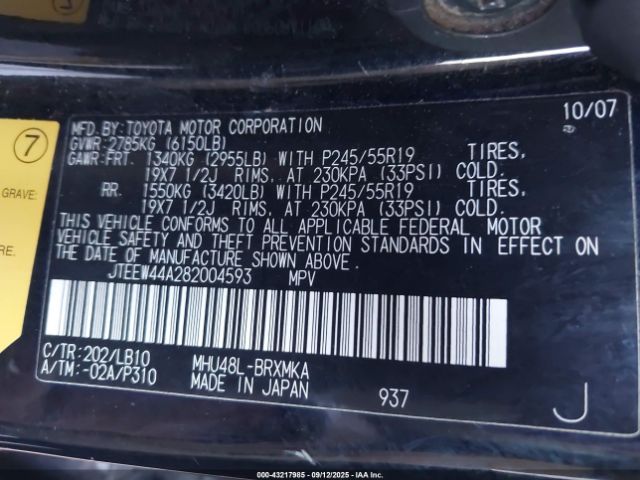 7
GRAVE:
RE.
MFD. BY: TOYOTA MOTOR CORPORATION 10/07
GVWR: 2785KG (6150LB)
GAWR: FRT. 1340KG (2955LB) WITH P245/55R19 TIRES,
19X7 1/2J RIMS, AT 230KPA (33PSI) COLD.
RR. 1550KG (3420LB) WITH P245/55R19 TIRES,
19X7 1/2J RIMS, AT 230KPA (33PSI) COLD.
THIS VEHICLE CONFORMS TO ALL APPLICABLE FEDERAL MOTOR
VEHICLE SAFETY AND THEFT PREVENTION STANDARDS IN EFFECT ON
THE DATE OF MANUFACTURE SHOWN ABOVE.
JTEEW44A282004593 MPV
C/TR: 202/LB10 MHU48L-BRXMKA
A/TM: -02A/P310 MADE IN JAPAN 937 J
000-43217985 - 09/12/2025 - IAA, Inc.